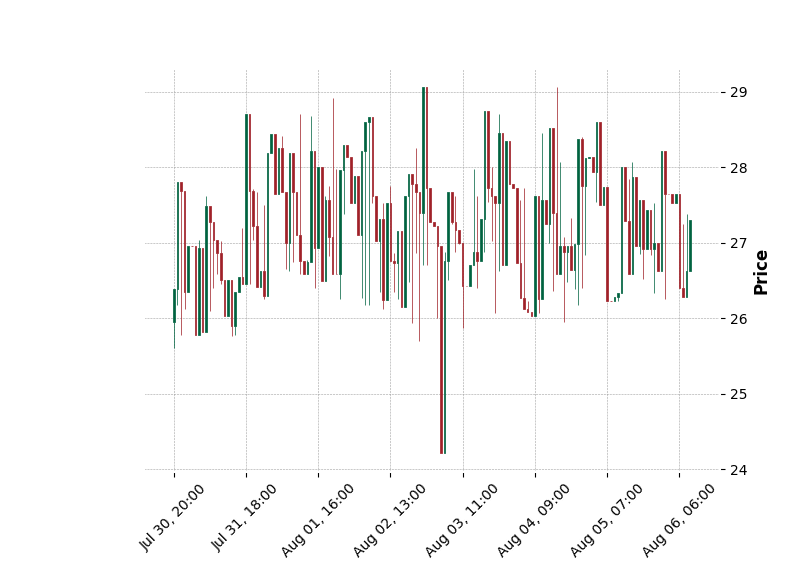 29
28
27
26
25
24
Price
Jul 30, 20:00
Jul 31, 18:00
Aug 01, 16:00
Aug 02, 13:00
Aug 03, 11:00
Aug 04, 09:00
Aug 05, 07:00
Aug 06, 06:00